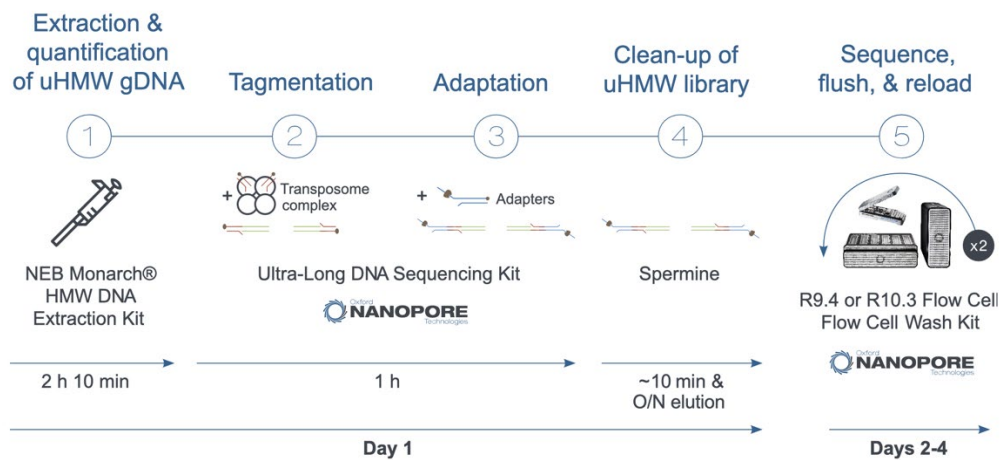 Extraction &
quantification
of uHMW gDNA
Tagmentation
Adaptation
Clean-up of
uHMW library
Sequence,
flush, & reload
1
2
3
4
5
+
Transposome
complex
+
Adapters
x2
NEB Monarch®
HMW DNA
Extraction Kit
Ultra-Long DNA Sequencing Kit
Oxford
NANOPORE
Technologies
Spermine
R9.4 or R10.3 Flow Cell
Flow Cell Wash Kit
Oxford
NANOPORE
Technologies
2 h 10 min
1 h
~10 min &
O/N elution
Day 1
Days 2-4